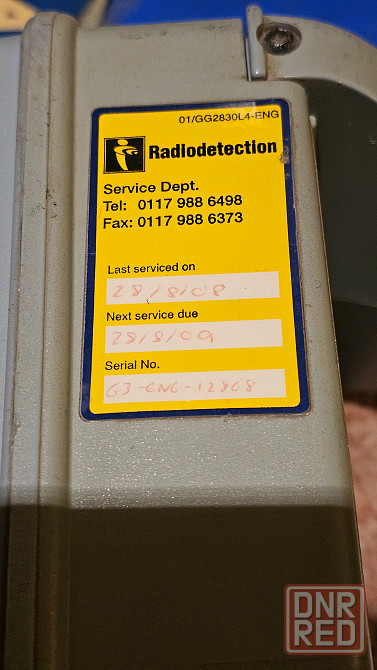 01/GG2830L4-ENG
Radiodetection
Service Dept.
Tel: 0117 988 6498
Fax: 0117 988 6373
Last serviced on
28/8/08
Next service due
28/8/09
Serial No.
G3-ENG-12968
DNR
RED